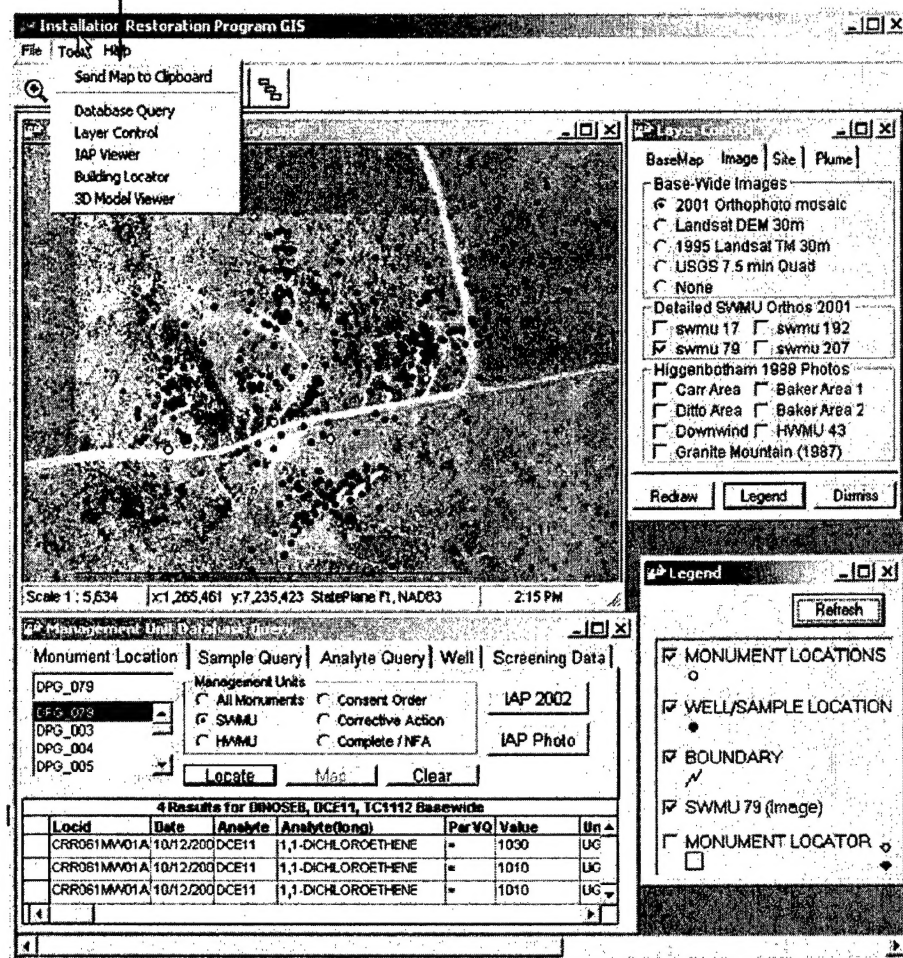 Installation Restoration Program GIS
File Tools Help
Send Map to Clipboard
Database Query
Layer Control
IAP Viewer
Building Locator
3D Model Viewer
Layer Control
BaseMap Image Site Plume
Base-Wide Images
2001 Orthophoto mosaic
Landsat DEM 30m
1995 Landsat TM 30m
USGS 7.5 min Quad
None
Detailed SWMU Orthos 2001
swmu 17 swmu 192
swmu 79 swmu 207
Higgenbotham 1988 Photos
Carr Area Baker Area 1
Ditto Area Baker Area 2
Downwind HWMU 43
Granite Mountain (1987)
Redraw Legend Dismiss
Scale 1 : 5,634 x:1,265,461 y:7,235,423 StatePlane Ft, NAD83 2:15 PM
Legend
Refresh
MONUMENT LOCATIONS
WELL/SAMPLE LOCATION
BOUNDARY
SWMU 79 (Image)
MONUMENT LOCATOR
Management Unit Database Query
Monument Location Sample Query Analyte Query Well Screening Data
DPG_079
DPG_079
DPG_003
DPG_004
DPG_005
Management Units
All Monuments Consent Order
SWMU Corrective Action
HWMU Complete / NFA
IAP 2002
IAP Photo
Locate Map Clear
4 Results for DINOSEB, DCE11, TC1112 Basewide
Locid Date Analyte Analyte(long) ParVQ Value Un
CRR061MW01A 10/12/200 DCE11 1,1-DICHLOROETHENE = 1030 UG
CRR061MW01A 10/12/200 DCE11 1,1-DICHLOROETHENE = 1010 UG
CRR061MW01A 10/12/200 DCE11 1,1-DICHLOROETHENE = 1010 UG